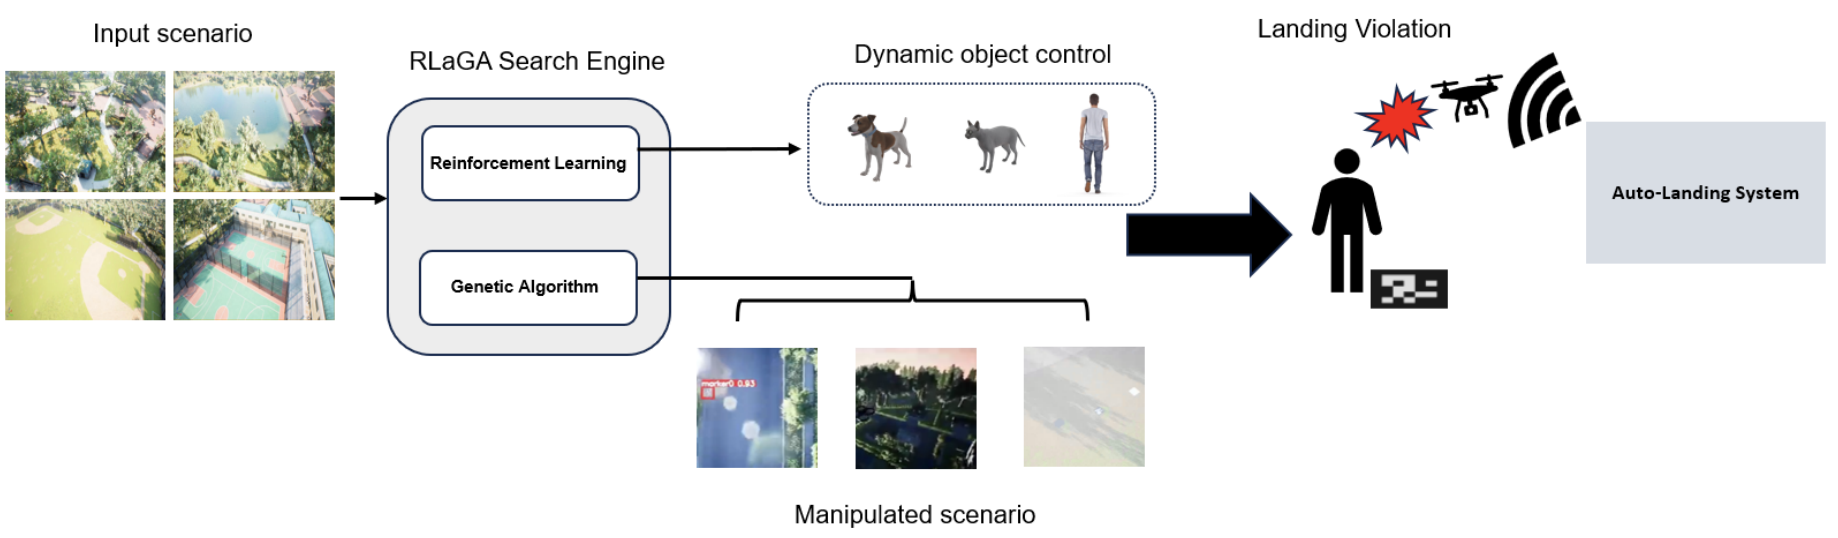 Input scenario
RLaGA Search Engine
Reinforcement Learning
Genetic Algorithm
Dynamic object control
marker0 0.93
Manipulated scenario
Landing Violation
Auto-Landing System